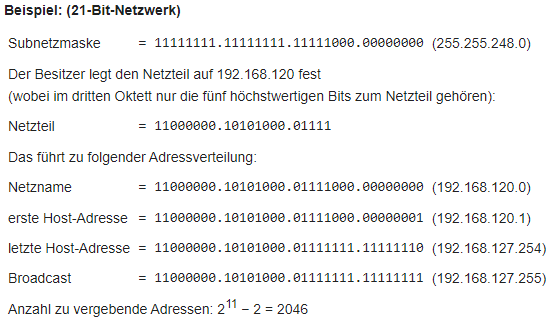 Beispiel: (21-Bit-Netzwerk)
Subnetzmaske = 11111111.11111111.11111000.00000000 (255.255.248.0)
Der Besitzer legt den Netzteil auf 192.168.120 fest
(wobei im dritten Oktett nur die fünf höchstwertigen Bits zum Netzteil gehören):
Netzteil = 11000000.10101000.01111
Das führt zu folgender Adressverteilung:
Netzname = 11000000.10101000.01111000.00000000 (192.168.120.0)
erste Host-Adresse = 11000000.10101000.01111000.00000001 (192.168.120.1)
letzte Host-Adresse = 11000000.10101000.01111111.11111110 (192.168.127.254)
Broadcast = 11000000.10101000.01111111.11111111 (192.168.127.255)
Anzahl zu vergebende Adressen: 2¹¹ − 2 = 2046